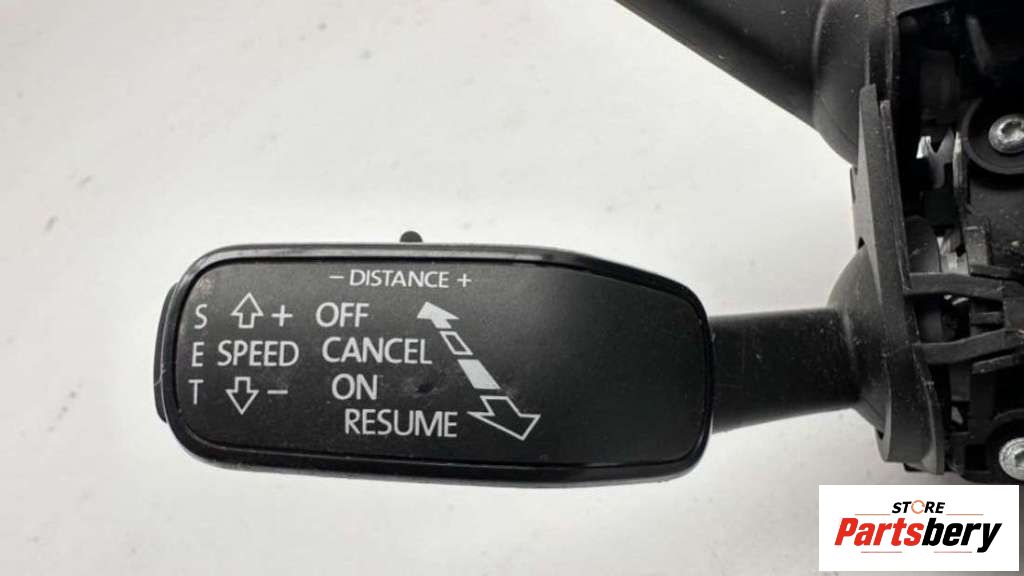 − DISTANCE +
S + OFF
E SPEED CANCEL
T − ON
RESUME
STORE
Partsbery